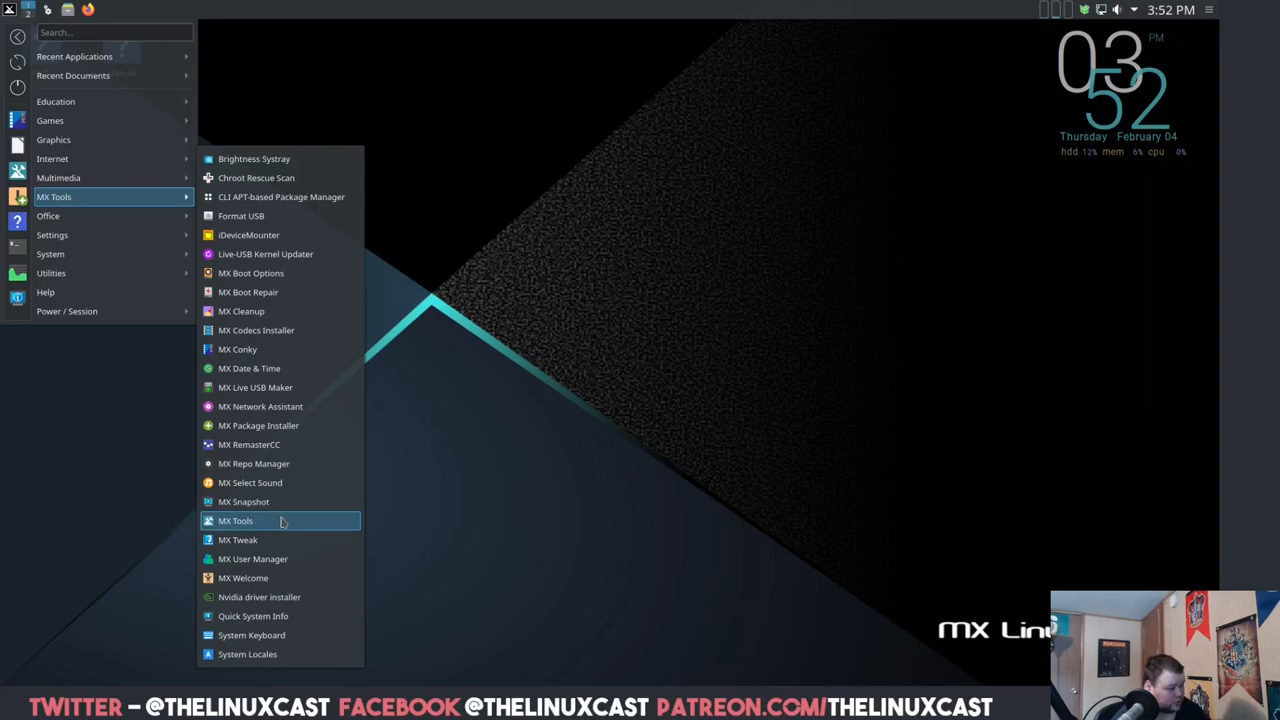 1
2
3:52 PM
Search...
Recent Applications
Recent Documents
Education
Games
Graphics
Internet
Multimedia
MX Tools
Office
Settings
System
Utilities
Help
Power / Session
Brightness Systray
Chroot Rescue Scan
CLI APT-based Package Manager
Format USB
iDeviceMounter
Live-USB Kernel Updater
MX Boot Options
MX Boot Repair
MX Cleanup
MX Codecs Installer
MX Conky
MX Date & Time
MX Live USB Maker
MX Network Assistant
MX Package Installer
MX RemasterCC
MX Repo Manager
MX Select Sound
MX Snapshot
MX Tools
MX Tweak
MX User Manager
MX Welcome
Nvidia driver installer
Quick System Info
System Keyboard
System Locales
03 PM
52
Thursday February 04
hdd 12% mem 6% cpu 0%
MX Linu
TWITTER – @THELINUXCAST FACEBOOK @THELINUXCAST PATREON.COM/THELINUXCAST